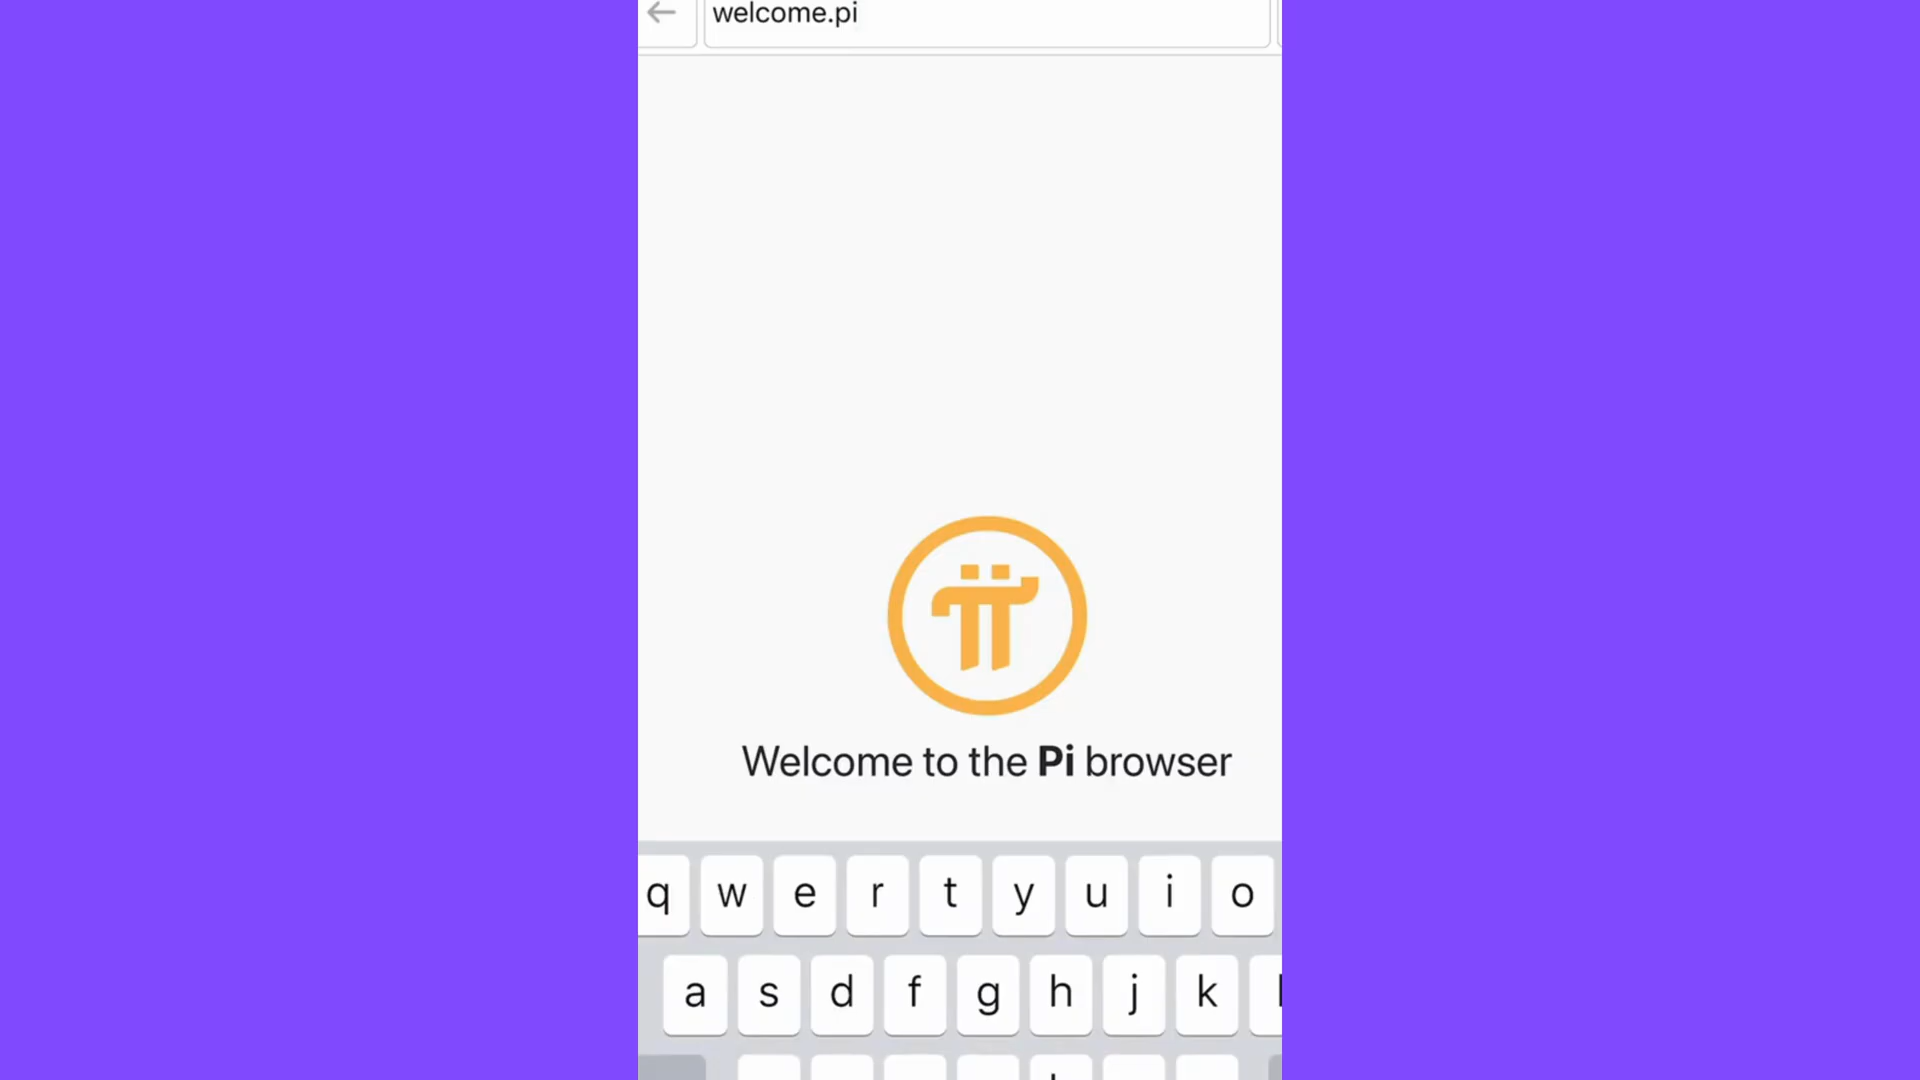 welcome.pi
Welcome to the Pi browser
q w e r t y u i o
a s d f g h j k